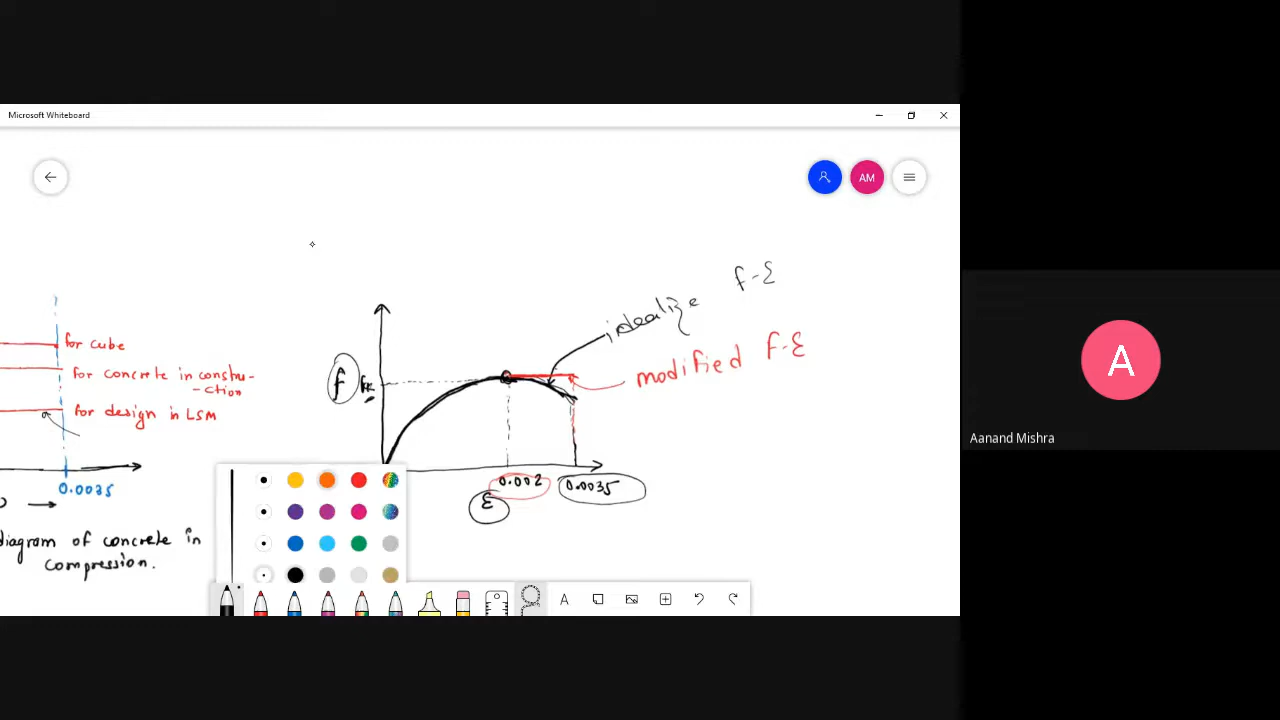 Microsoft Whiteboard
AM
f-ε
idealize
modified f-ε
for cube
for concrete in constru-
-ction
for design in LSM
f
0.0035
0.002
0.0035
ε
diagram of concrete in
compression.
A
A
Aanand Mishra